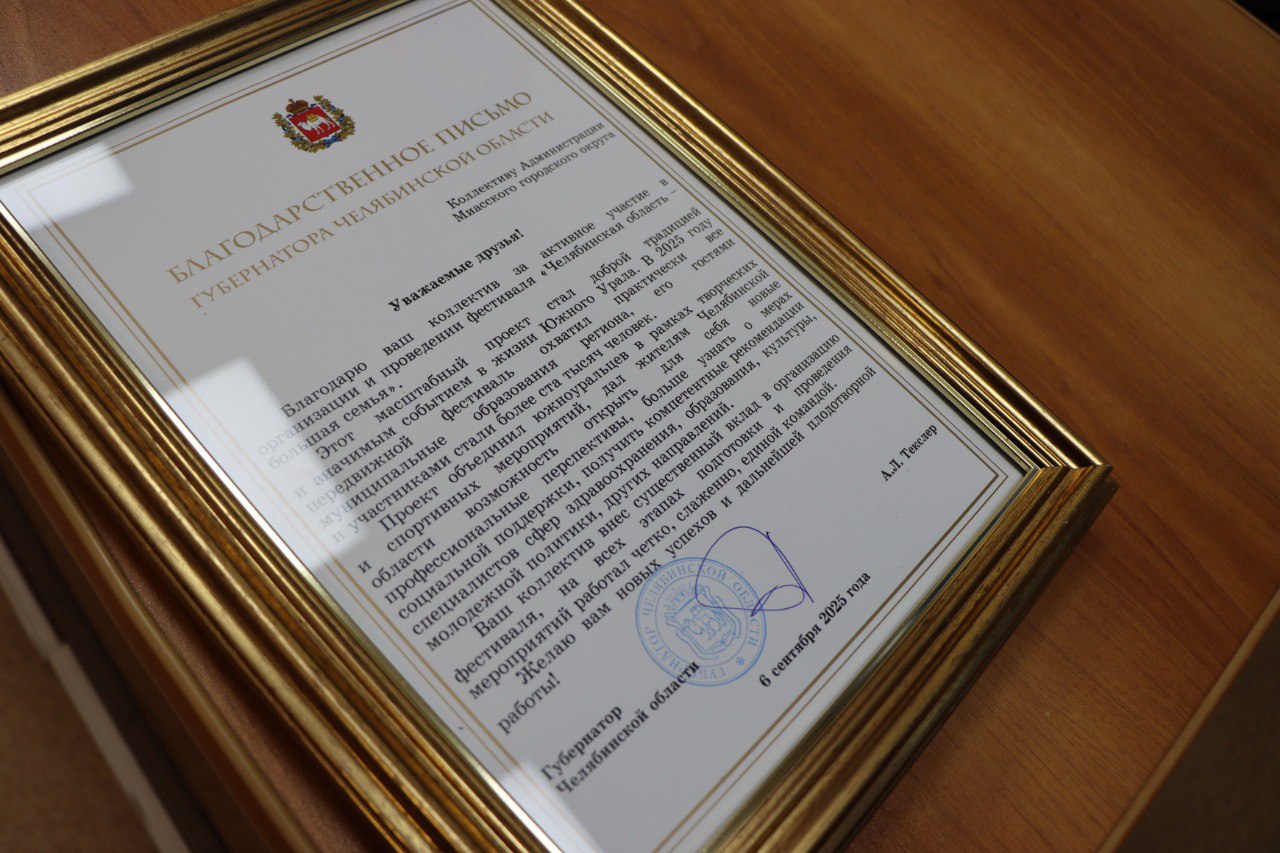 БЛАГОДАРСТВЕННОЕ ПИСЬМО
ГУБЕРНАТОРА ЧЕЛЯБИНСКОЙ ОБЛАСТИ
Коллективу Администрации
Миасского городского округа
Уважаемые друзья!
Благодарю ваш коллектив за активное участие в
организации и проведении фестиваля «Челябинская область –
большая семья».
Этот масштабный проект стал доброй традицией
и значимым событием в жизни Южного Урала. В 2025 году
передвижной фестиваль охватил практически все
муниципальные образования региона, его гостями
и участниками стали более ста тысяч человек.
Проект объединил южноуральцев в рамках творческих
и спортивных мероприятий, дал жителям Челябинской
области возможность открыть для себя новые
профессиональные перспективы, больше узнать о мерах
социальной поддержки, получить компетентные рекомендации
специалистов сфер здравоохранения, образования, культуры,
молодежной политики, других направлений.
Ваш коллектив внес существенный вклад в организацию
фестиваля, на всех этапах подготовки и проведения
мероприятий работал четко, слаженно, единой командой.
Желаю вам новых успехов и дальнейшей плодотворной
работы!
Губернатор
Челябинской области
А.Л. Текслер
ГУБЕРНАТОР ЧЕЛЯБИНСКОЙ ОБЛАСТИ *
6 сентября 2025 года